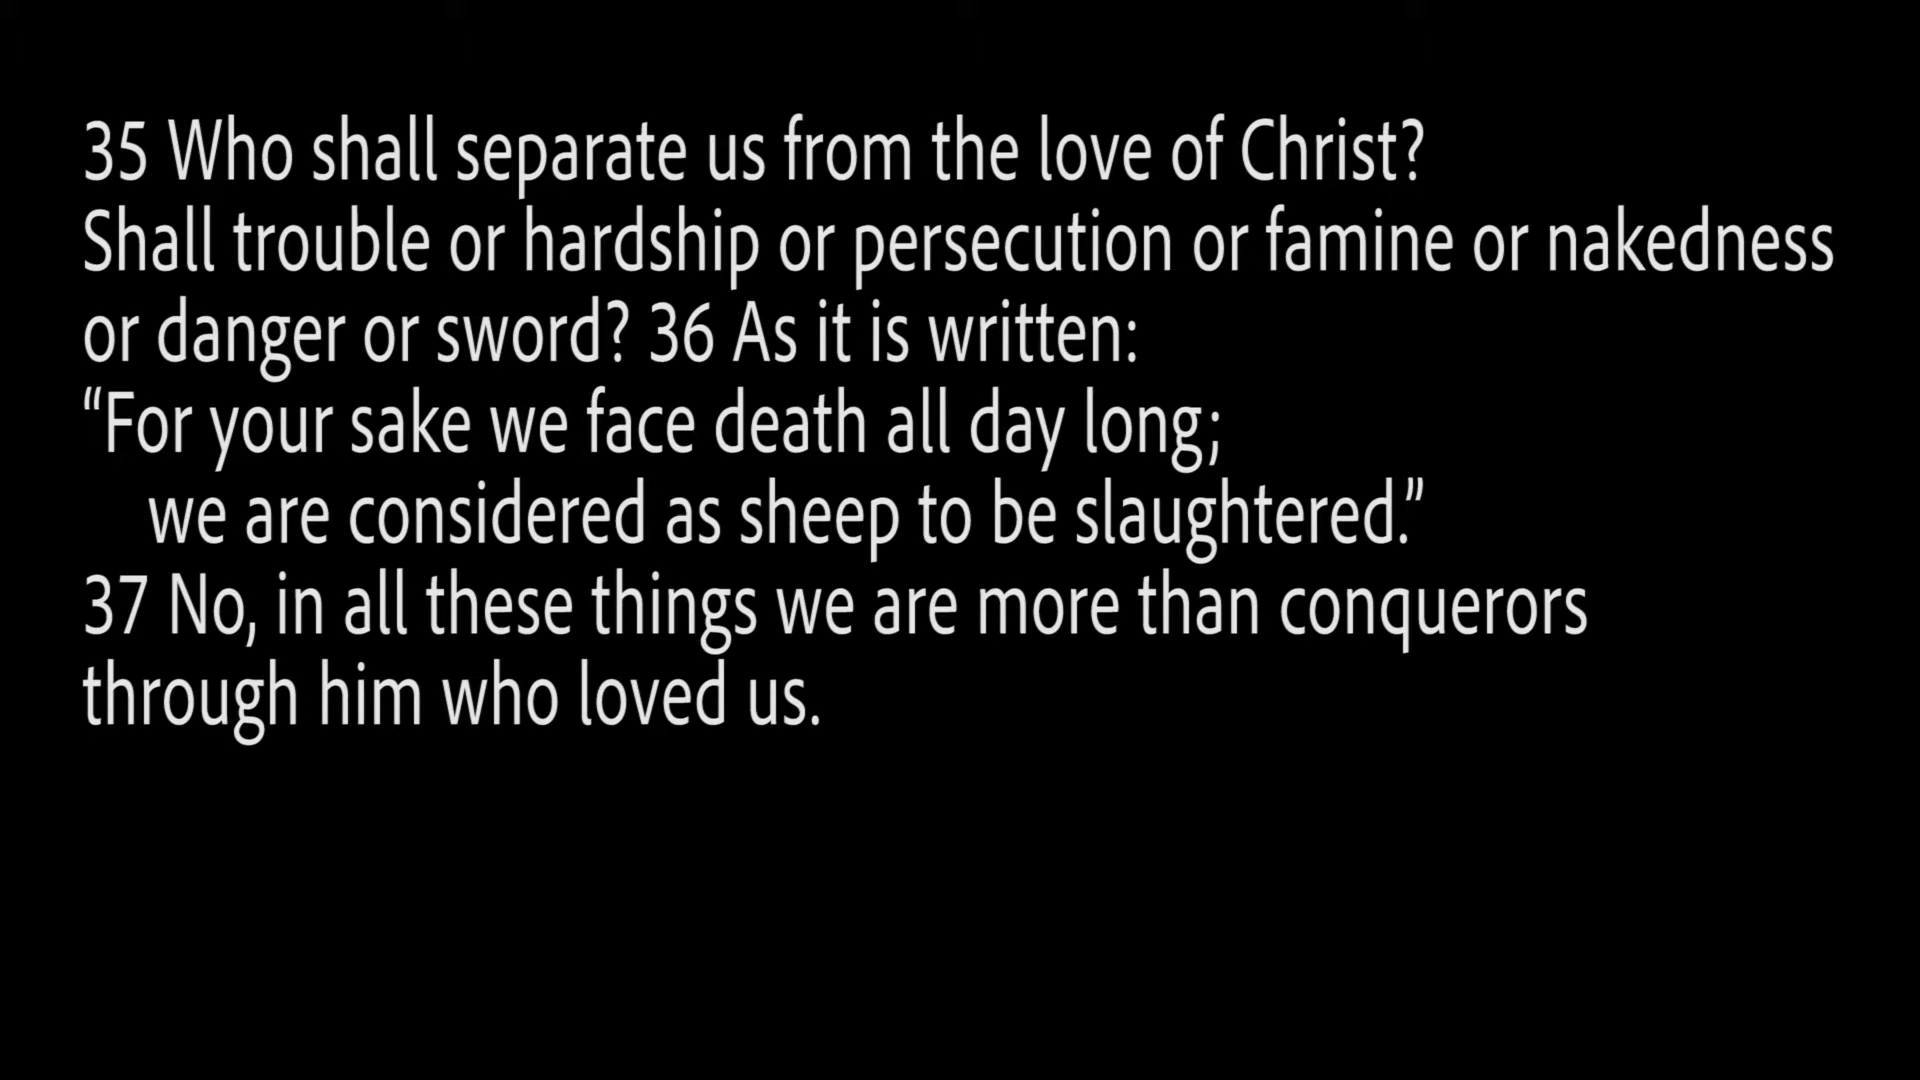 35 Who shall separate us from the love of Christ?
Shall trouble or hardship or persecution or famine or nakedness
or danger or sword? 36 As it is written:
“For your sake we face death all day long;
we are considered as sheep to be slaughtered.”
37 No, in all these things we are more than conquerors
through him who loved us.